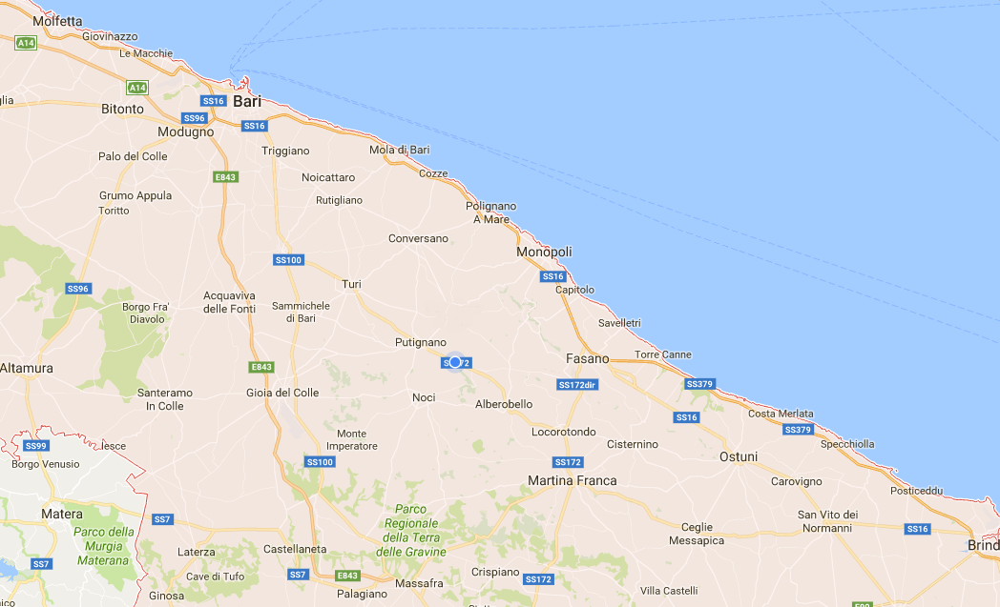 Molfetta
Giovinazzo
A14
Le Macchie
A14
SS16
Bari
Bitonto
SS96
SS16
Modugno
Mola di Bari
Triggiano
Palo del Colle
Cozze
E843
Noicattaro
Grumo Appula
Rutigliano
Toritto
Polignano
A Mare
Conversano
Monopoli
SS100
SS16
Turi
SS96
Capitolo
Acquaviva
delle Fonti
Borgo Fra'
Diavolo
Sammichele
di Bari
Savelletri
Putignano
Torre Canne
Fasano
Altamura
E843
SS172dir
SS379
Santeramo
In Colle
Gioia del Colle
Noci
Alberobello
Costa Merlata
SS16
SS379
Monte
Imperatore
Locorotondo
Cisternino
Specchiolla
SS99
Iesce
Borgo Venusio
SS100
SS172
Ostuni
Martina Franca
Carovigno
Posticeddu
Matera
SS7
Parco
Regionale
della Terra
delle Gravine
San Vito dei
Normanni
Ceglie
Messapica
SS16
Parco della
Murgia
Materana
Brind
Laterza
Castellaneta
SS7
Cave di Tufo
SS7
E843
Crispiano
SS172
Massafra
Palagiano
Villa Castelli
Ginosa